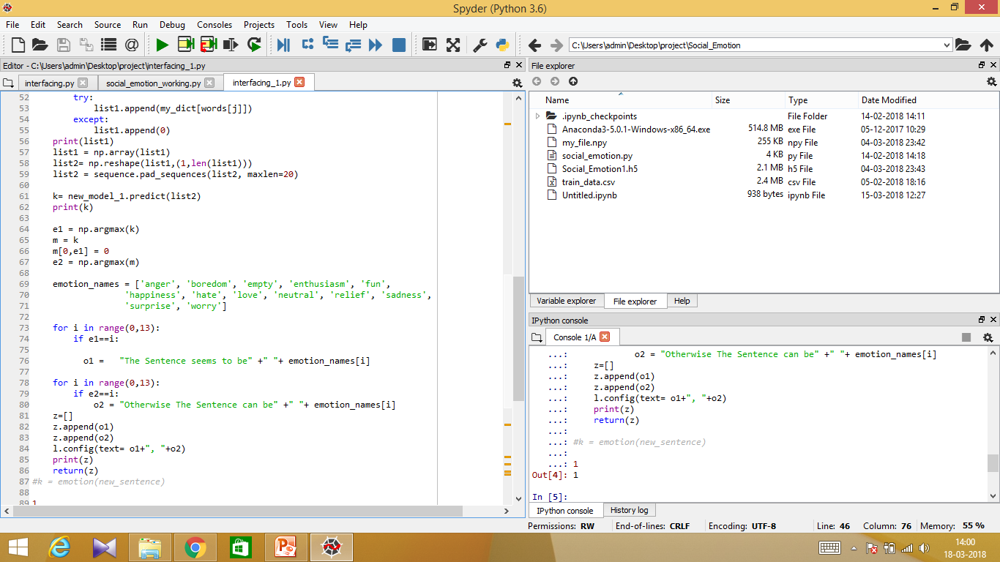 Spyder (Python 3.6)
File Edit Search Source Run Debug Consoles Projects Tools View Help
C:\Users\admin\Desktop\project\Social_Emotion
Editor - C:\Users\admin\Desktop\project\interfacing_1.py
interfacing.py social_emotion_working.py interfacing_1.py
52 try:
53 list1.append(my_dict[words[j]])
54 except:
55 list1.append(0)
56 print(list1)
57 list1 = np.array(list1)
58 list2= np.reshape(list1,(1,len(list1)))
59 list2 = sequence.pad_sequences(list2, maxlen=20)
60
61 k= new_model_1.predict(list2)
62 print(k)
63
64 e1 = np.argmax(k)
65 m = k
66 m[0,e1] = 0
67 e2 = np.argmax(m)
68
69 emotion_names = ['anger', 'boredom', 'empty', 'enthusiasm', 'fun',
70 'happiness', 'hate', 'love', 'neutral', 'relief', 'sadness',
71 'surprise', 'worry']
72
73 for i in range(0,13):
74 if e1==i:
75
76 o1 = "The Sentence seems to be" +" "+ emotion_names[i]
77
78 for i in range(0,13):
79 if e2==i:
80 o2 = "Otherwise The Sentence can be" +" "+ emotion_names[i]
81 z=[]
82 z.append(o1)
83 z.append(o2)
84 l.config(text= o1+", "+o2)
85 print(z)
86 return(z)
87 #k = emotion(new_sentence)
88
89 1
File explorer
Name Size Type Date Modified
.ipynb_checkpoints File Folder 14-02-2018 14:11
Anaconda3-5.0.1-Windows-x86_64.exe 514.8 MB exe File 05-12-2017 10:29
my_file.npy 255 KB npy File 04-03-2018 23:42
social_emotion.py 4 KB py File 14-02-2018 14:18
Social_Emotion1.h5 2.1 MB h5 File 04-03-2018 23:43
train_data.csv 2.4 MB csv File 05-02-2018 18:16
Untitled.ipynb 938 bytes ipynb File 15-03-2018 12:27
Variable explorer File explorer Help
IPython console
Console 1/A
...: o2 = "Otherwise The Sentence can be" +" "+ emotion_names[i]
...: z=[]
...: z.append(o1)
...: z.append(o2)
...: l.config(text= o1+", "+o2)
...: print(z)
...: return(z)
...:
...: #k = emotion(new_sentence)
...:
...: 1
Out[4]: 1
In [5]:
IPython console History log
Permissions: RW End-of-lines: CRLF Encoding: UTF-8 Line: 46 Column: 76 Memory: 55 %
14:00
18-03-2018